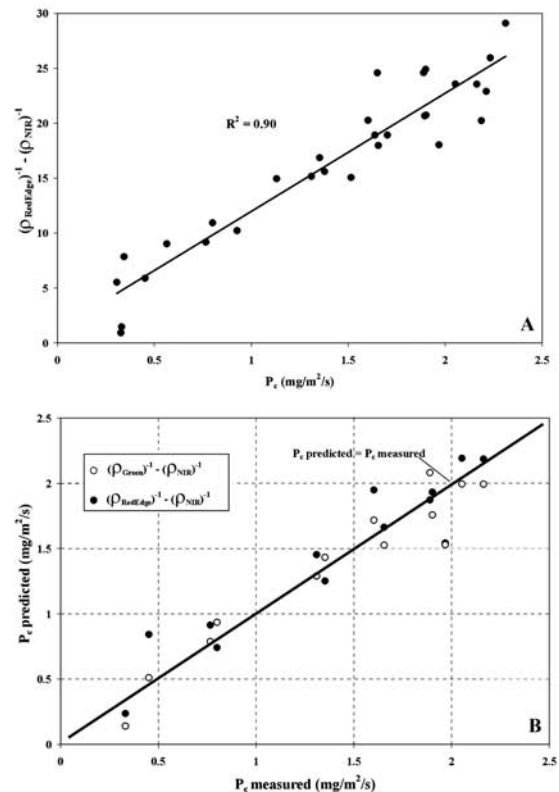 30
25
20
15
10
5
0
(ρRedEdge)⁻¹ - (ρNIR)⁻¹
R² = 0.90
A
0
0.5
1
1.5
2
2.5
Pc (mg/m²/s)
2.5
2
1.5
1
0.5
0
Pc predicted (mg/m²/s)
(ρGreen)⁻¹ - (ρNIR)⁻¹
(ρRedEdge)⁻¹ - (ρNIR)⁻¹
Pc predicted = Pc measured
B
0
0.5
1
1.5
2
2.5
Pc measured (mg/m²/s)